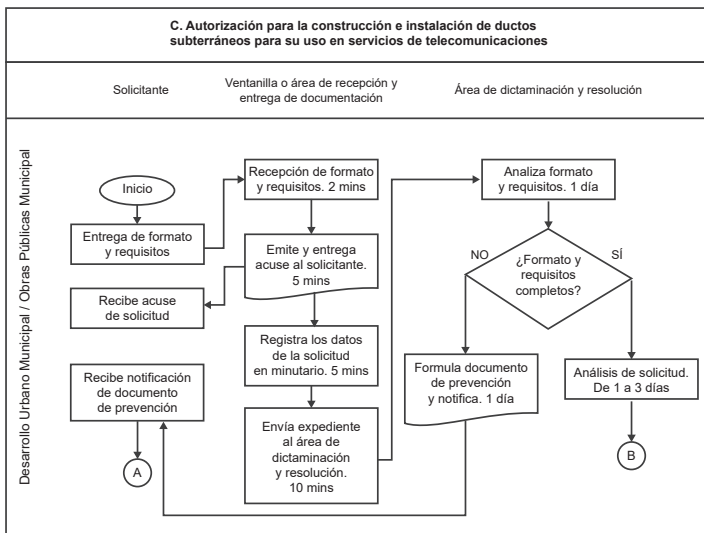 C. Autorización para la construcción e instalación de ductos
subterráneos para su uso en servicios de telecomunicaciones
Solicitante
Ventanilla o área de recepción y
entrega de documentación
Área de dictaminación y resolución
Desarrollo Urbano Municipal / Obras Públicas Municipal
Inicio
Entrega de formato
y requisitos
Recepción de formato
y requisitos. 2 mins
Emite y entrega
acuse al solicitante.
5 mins
Recibe acuse
de solicitud
Registra los datos
de la solicitud
en minutario. 5 mins
Envía expediente
al área de
dictaminación
y resolución.
10 mins
Analiza formato
y requisitos. 1 día
¿Formato y
requisitos
completos?
NO
SÍ
Formula documento
de prevención
y notifica. 1 día
Análisis de solicitud.
De 1 a 3 días
Recibe notificación
de documento
de prevención
A
B